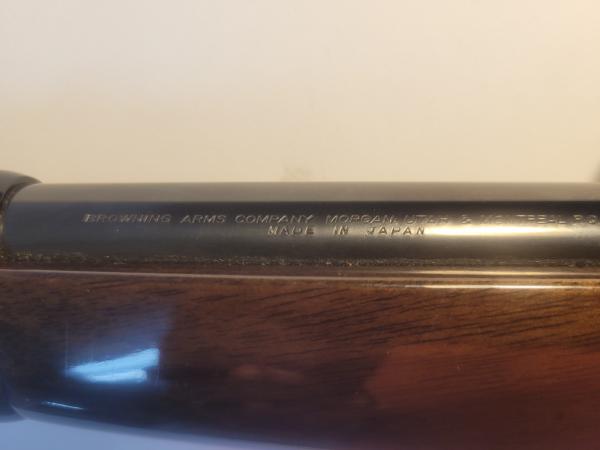 BROWNING ARMS COMPANY MORGAN, UTAH & MONTREAL P.Q
MADE IN JAPAN